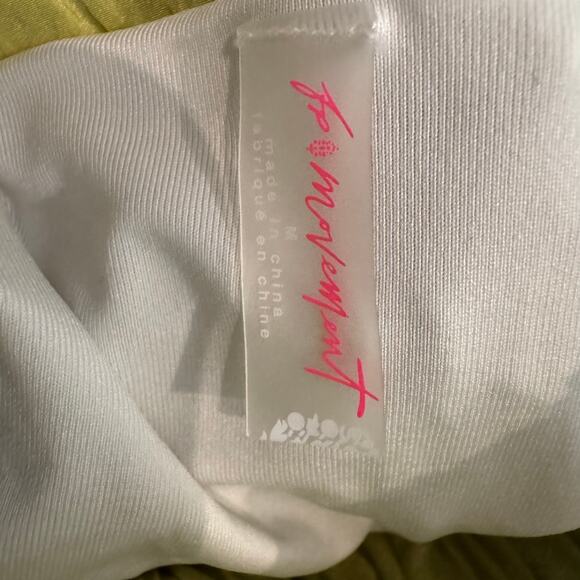 fp movement
M
made in china
fabriqué en chine